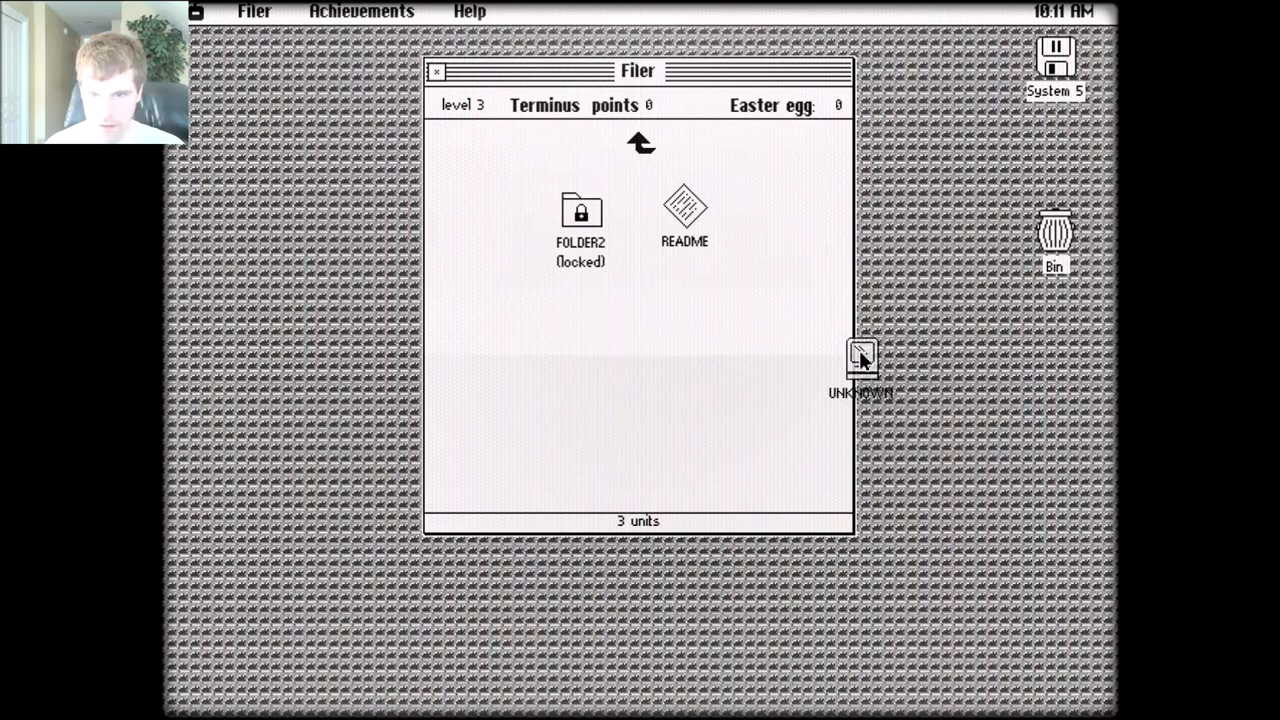 Filer Achievements Help 10:11 AM
System 5
Filer
level 3 Terminus points 0 Easter egg: 0
FOLDER2
(locked)
README
Bin
UNKNOWN
3 units